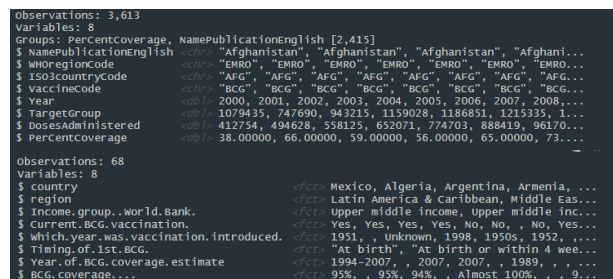 Observations: 3,613
Variables: 8
Groups: PerCentCoverage, NamePublicationEnglish [2,415]
$ NamePublicationEnglish <chr> "Afghanistan", "Afghanistan", "Afghanistan", "Afghani...
$ WHOregionCode <chr> "EMRO", "EMRO", "EMRO", "EMRO", "EMRO", "EMRO", "EMRO...
$ ISO3countryCode <chr> "AFG", "AFG", "AFG", "AFG", "AFG", "AFG", "AFG", "AFG...
$ VaccineCode <chr> "BCG", "BCG", "BCG", "BCG", "BCG", "BCG", "BCG", "BCG...
$ Year <dbl> 2000, 2001, 2002, 2003, 2004, 2005, 2006, 2007, 2008,...
$ TargetGroup <dbl> 1079435, 747690, 943215, 1159028, 1186851, 1215335, 1...
$ DosesAdministered <dbl> 412754, 494628, 558125, 652071, 774703, 888419, 96170...
$ PerCentCoverage <dbl> 38.00000, 66.00000, 59.00000, 56.00000, 65.00000, 73....
Observations: 68
Variables: 8
$ country <fct> Mexico, Algeria, Argentina, Armenia, ...
$ region <fct> Latin America & Caribbean, Middle Eas...
$ Income.group..World.Bank. <fct> Upper middle income, Upper middle inc...
$ Current.BCG.vaccination. <fct> Yes, Yes, Yes, Yes, No, No, , No, Yes...
$ Which.year.was.vaccination.introduced. <fct> 1951, , Unknown, 1998, 1950s, 1952, ,...
$ Timing.of.1st.BCG. <fct> "At birth", "At birth or within 4 wee...
$ Year.of.BCG.coverage.estimate <fct> 1994-2007, , 2007, 2007, , 1989, , , ...
$ BCG.coverage.... <fct> 95%, , 95%, 94%, , Almost 100%, , , 9...